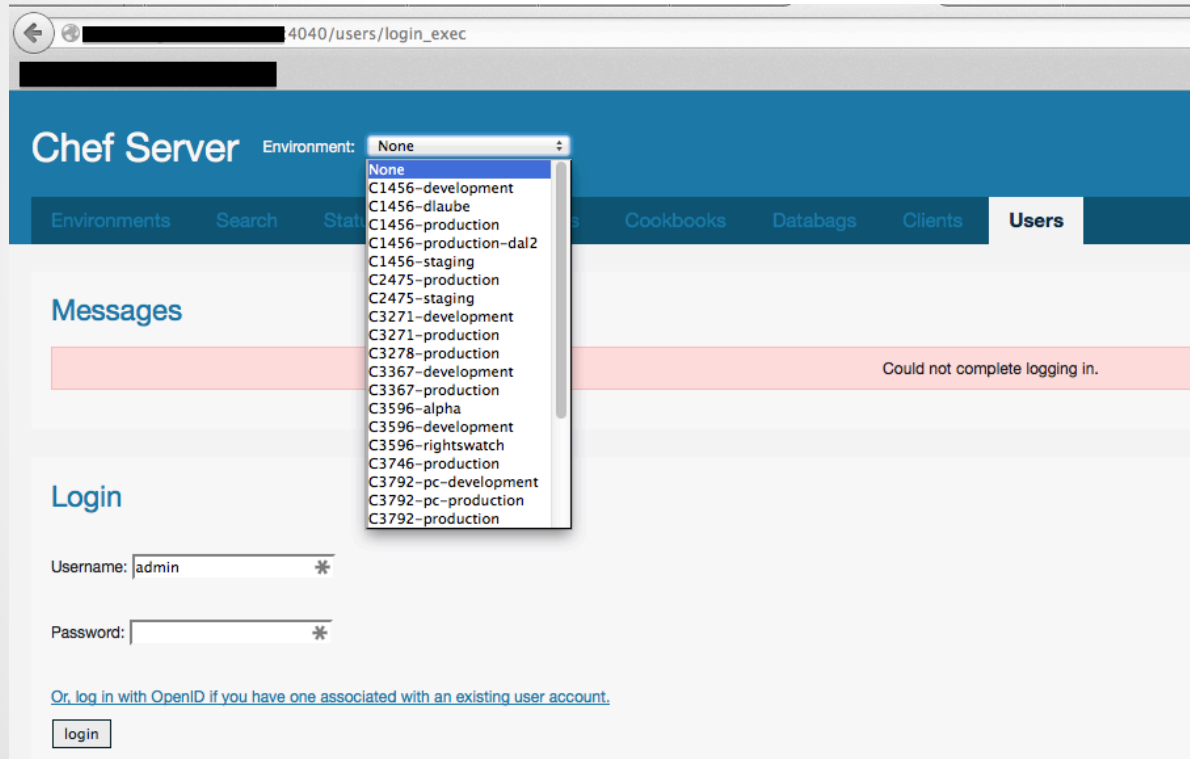 :4040/users/login_exec
Chef Server Environment: None
None
C1456-development
C1456-dlaube
C1456-production
C1456-production-dal2
C1456-staging
C2475-production
C2475-staging
C3271-development
C3271-production
C3278-production
C3367-development
C3367-production
C3596-alpha
C3596-development
C3596-rightswatch
C3746-production
C3792-pc-development
C3792-pc-production
C3792-production
Environments Search Cookbooks Databags Clients Users
Messages
Could not complete logging in.
Login
Username: admin
Password:
Or, log in with OpenID if you have one associated with an existing user account.
login